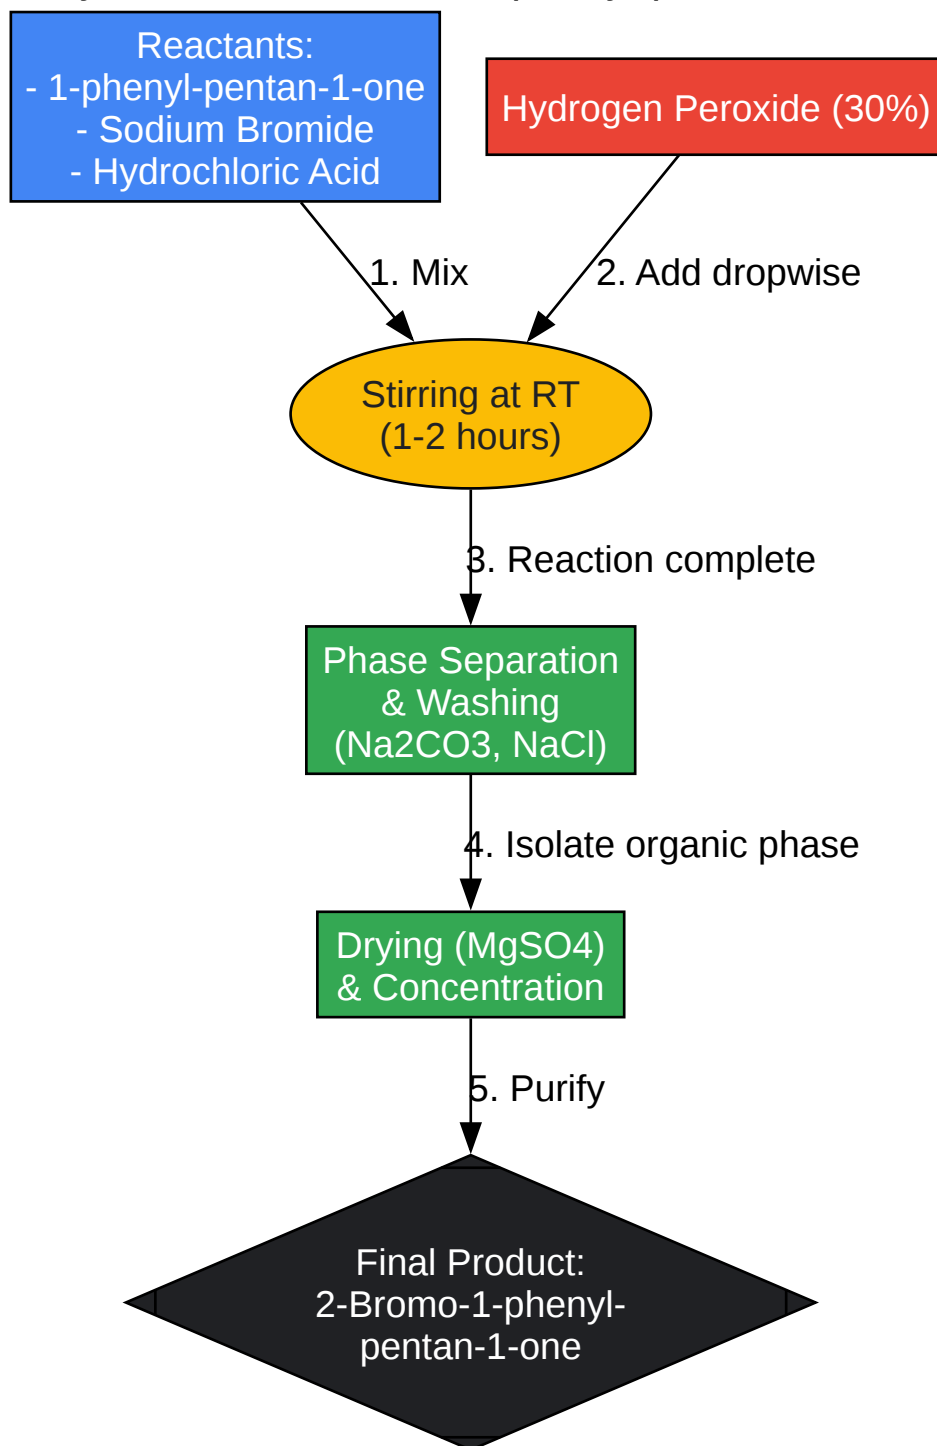 Reactants:
- 1-phenyl-pentan-1-one
- Sodium Bromide
- Hydrochloric Acid
Hydrogen Peroxide (30%)
1. Mix
2. Add dropwise
Stirring at RT
(1-2 hours)
3. Reaction complete
Phase Separation
& Washing
(Na2CO3, NaCl)
4. Isolate organic phase
Drying (MgSO4)
& Concentration
5. Purify
Final Product:
2-Bromo-1-phenyl-
pentan-1-one